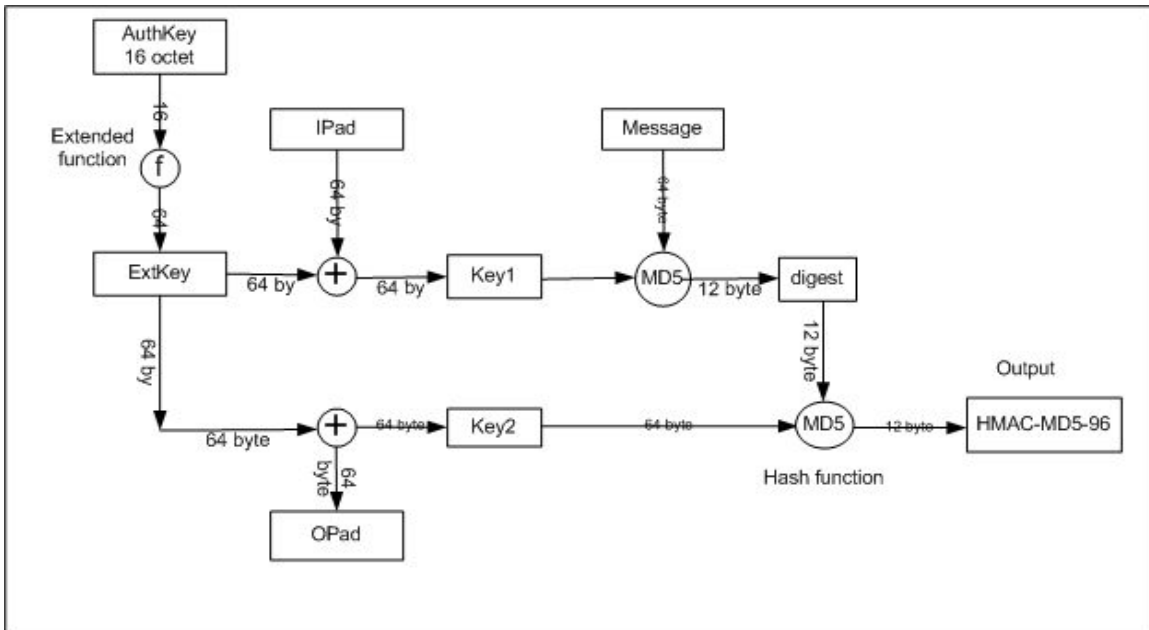 AuthKey
16 octet
16
Extended
function
f
64
IPad
64 by
Message
64 byte
ExtKey
64 by
+
64 by
Key1
MD5
12 byte
digest
12 byte
64 by
64 byte
+
64 byte
Key2
64 byte
MD5
12 byte
Output
HMAC-MD5-96
Hash function
64
byte
OPad